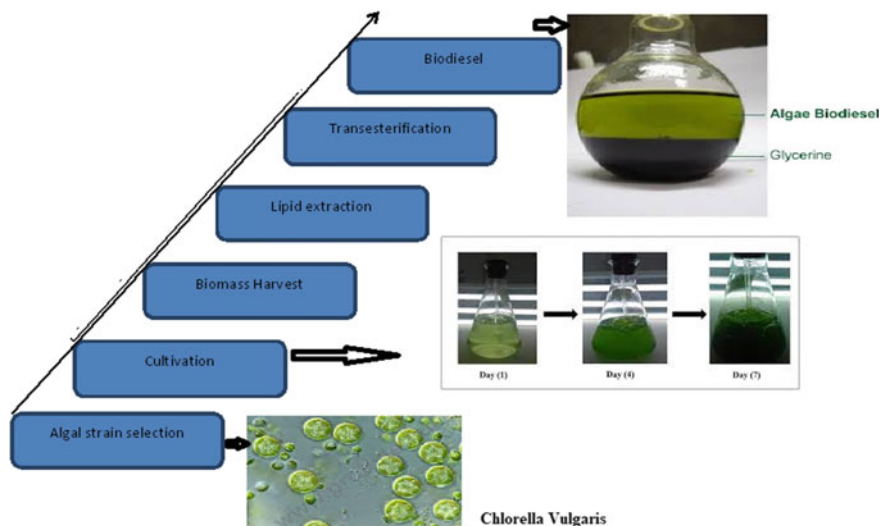 Biodiesel
Transesterification
Lipid extraction
Biomass Harvest
Cultivation
Algal strain selection
Algae Biodiesel
Glycerine
Day (1)
Day (4)
Day (7)
Chlorella Vulgaris